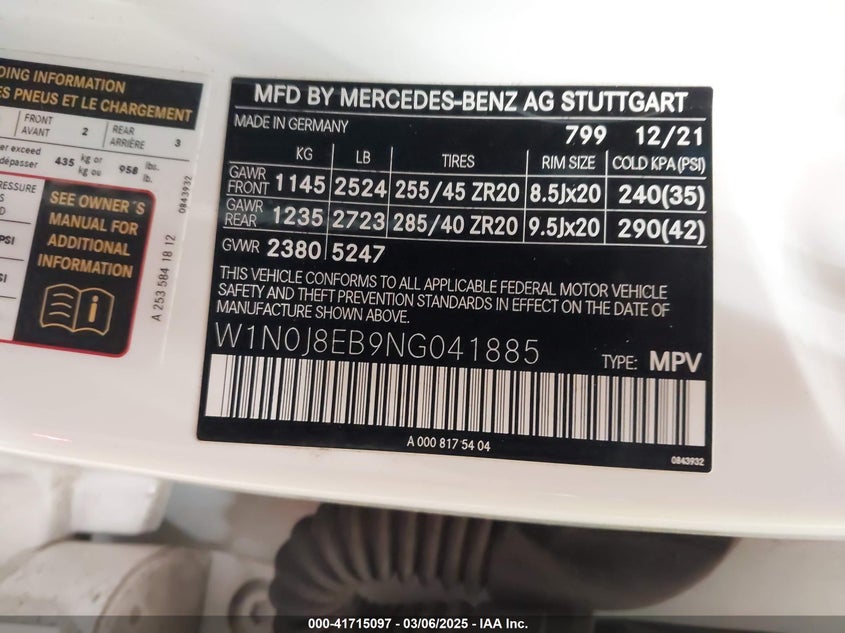 DING INFORMATION
ES PNEUS ET LE CHARGEMENT
FRONT AVANT 2 REAR ARRIÈRE 3
er exceed dépasser 435 kg or kg ou 958 lbs. lb.
PRESSURE
SEE OWNER'S
MANUAL FOR
ADDITIONAL
INFORMATION
A 253 584 18 12
0843932
MFD BY MERCEDES-BENZ AG STUTTGART
MADE IN GERMANY 799 12/21
KG LB TIRES RIM SIZE COLD KPA(PSI)
GAWR FRONT 1145 2524 255/45 ZR20 8.5Jx20 240(35)
GAWR REAR 1235 2723 285/40 ZR20 9.5Jx20 290(42)
GVWR 2380 5247
THIS VEHICLE CONFORMS TO ALL APPLICABLE FEDERAL MOTOR VEHICLE
SAFETY AND THEFT PREVENTION STANDARDS IN EFFECT ON THE DATE OF
MANUFACTURE SHOWN ABOVE.
W1N0J8EB9NG041885 TYPE: MPV
A 000 817 54 04
0843932
000-41715097 - 03/06/2025 - IAA Inc.